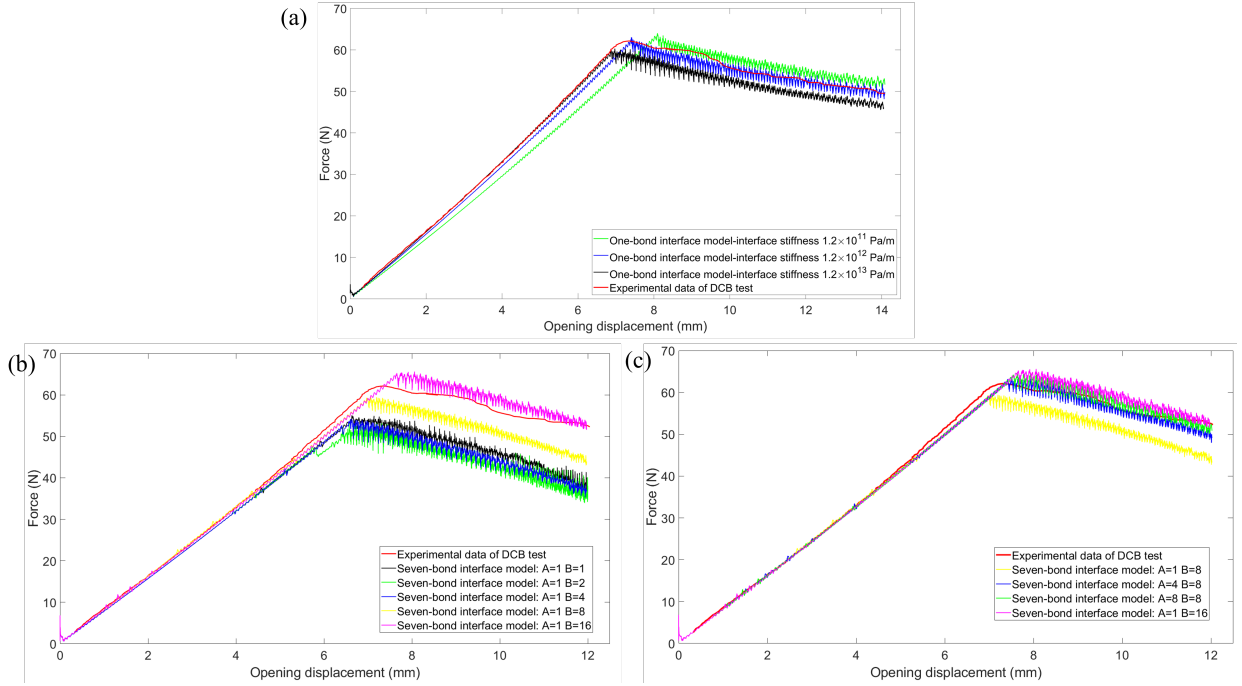 (a)
70
60
50
40
30
20
10
0
Force (N)
0 2 4 6 8 10 12 14
Opening displacement (mm)
One-bond interface model-interface stiffness 1.2×10^11 Pa/m
One-bond interface model-interface stiffness 1.2×10^12 Pa/m
One-bond interface model-interface stiffness 1.2×10^13 Pa/m
Experimental data of DCB test
(b)
70
60
50
40
30
20
10
0
Force (N)
0 2 4 6 8 10 12
Opening displacement (mm)
Experimental data of DCB test
Seven-bond interface model: A=1 B=1
Seven-bond interface model: A=1 B=2
Seven-bond interface model: A=1 B=4
Seven-bond interface model: A=1 B=8
Seven-bond interface model: A=1 B=16
(c)
70
60
50
40
30
20
10
0
Force (N)
0 2 4 6 8 10 12
Opening displacement (mm)
Experimental data of DCB test
Seven-bond interface model: A=1 B=8
Seven-bond interface model: A=4 B=8
Seven-bond interface model: A=8 B=8
Seven-bond interface model: A=1 B=16